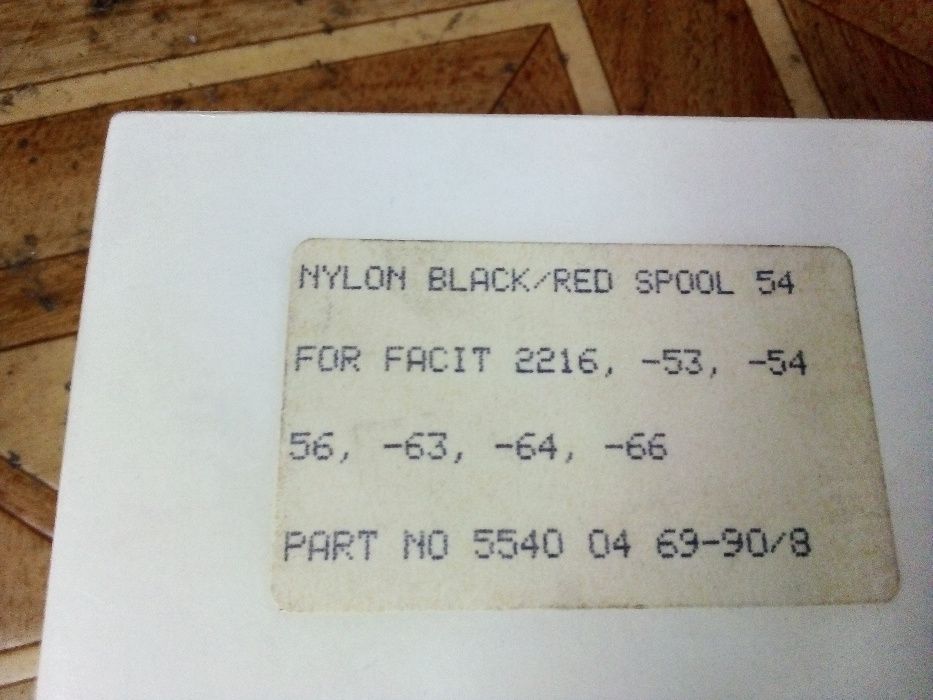 NYLON BLACK/RED SPOOL 54
FOR FACIT 2216, -53, -54
56, -63, -64, -66
PART NO 5540 04 69-90/8